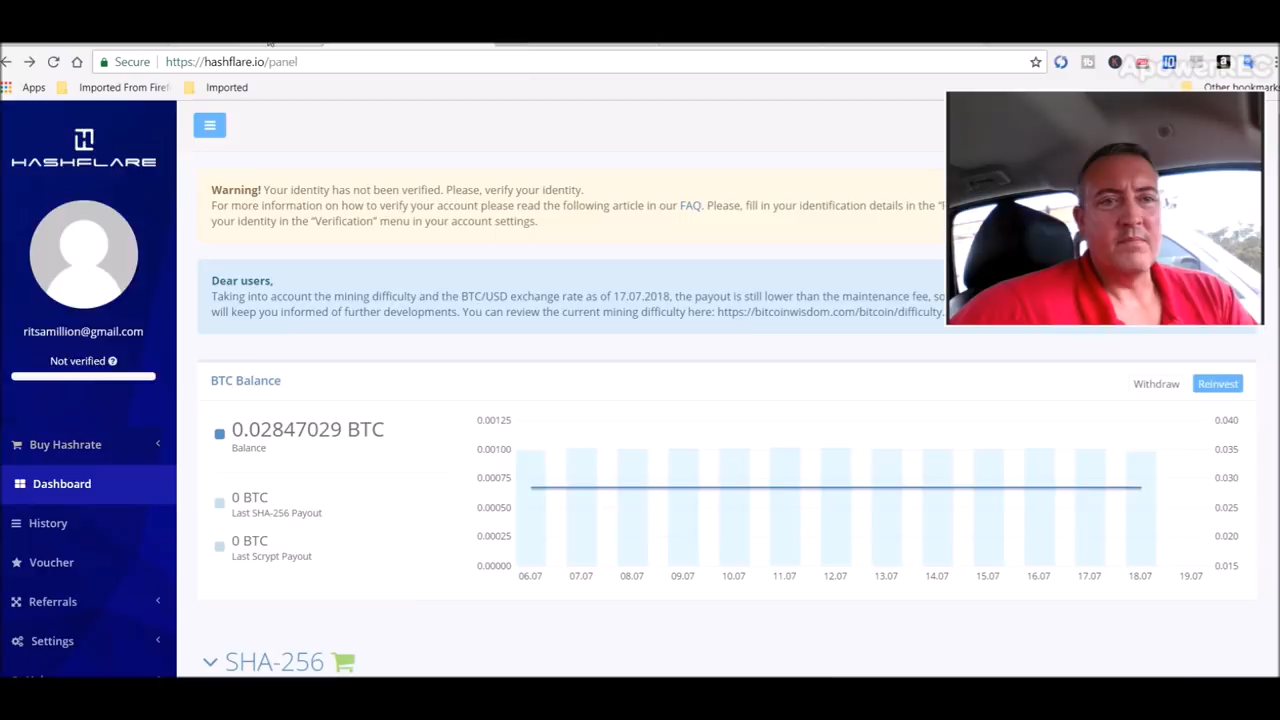 Secure https://hashflare.io/panel
ApowerREC
Apps Imported From Firef Imported Other bookmark
HASHFLARE
ritsamillion@gmail.com
Not verified
Buy Hashrate
Dashboard
History
Voucher
Referrals
Settings
Warning! Your identity has not been verified. Please, verify your identity.
For more information on how to verify your account please read the following article in our FAQ. Please, fill in your identification details in the
your identity in the “Verification” menu in your account settings.
Dear users,
Taking into account the mining difficulty and the BTC/USD exchange rate as of 17.07.2018, the payout is still lower than the maintenance fee, so
will keep you informed of further developments. You can review the current mining difficulty here: https://bitcoinwisdom.com/bitcoin/difficulty.
BTC Balance
Withdraw Reinvest
0.02847029 BTC
Balance
0 BTC
Last SHA-256 Payout
0 BTC
Last Scrypt Payout
0.00125 0.040
0.00100 0.035
0.00075 0.030
0.00050 0.025
0.00025 0.020
0.00000 0.015
06.07 07.07 08.07 09.07 10.07 11.07 12.07 13.07 14.07 15.07 16.07 17.07 18.07 19.07
SHA-256